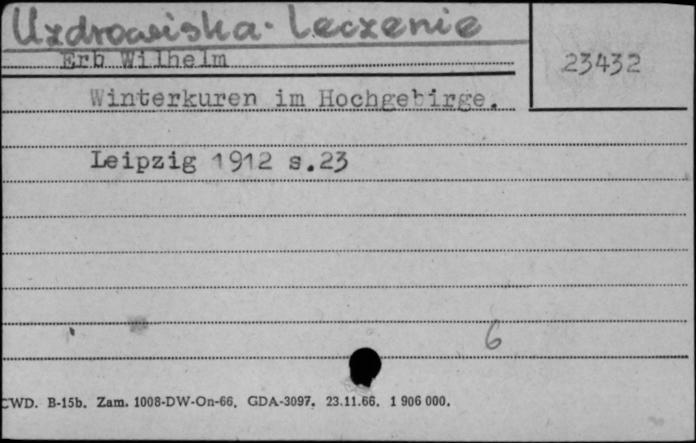 Uzdrowiska - Leczenie
Erb Wilhelm
23432
Winterkuren im Hochgebirge.
Leipzig 1912 s.23
6
CWD. B-15b. Zam. 1008-DW-On-66. GDA-3097. 23.11.66. 1 906 000.